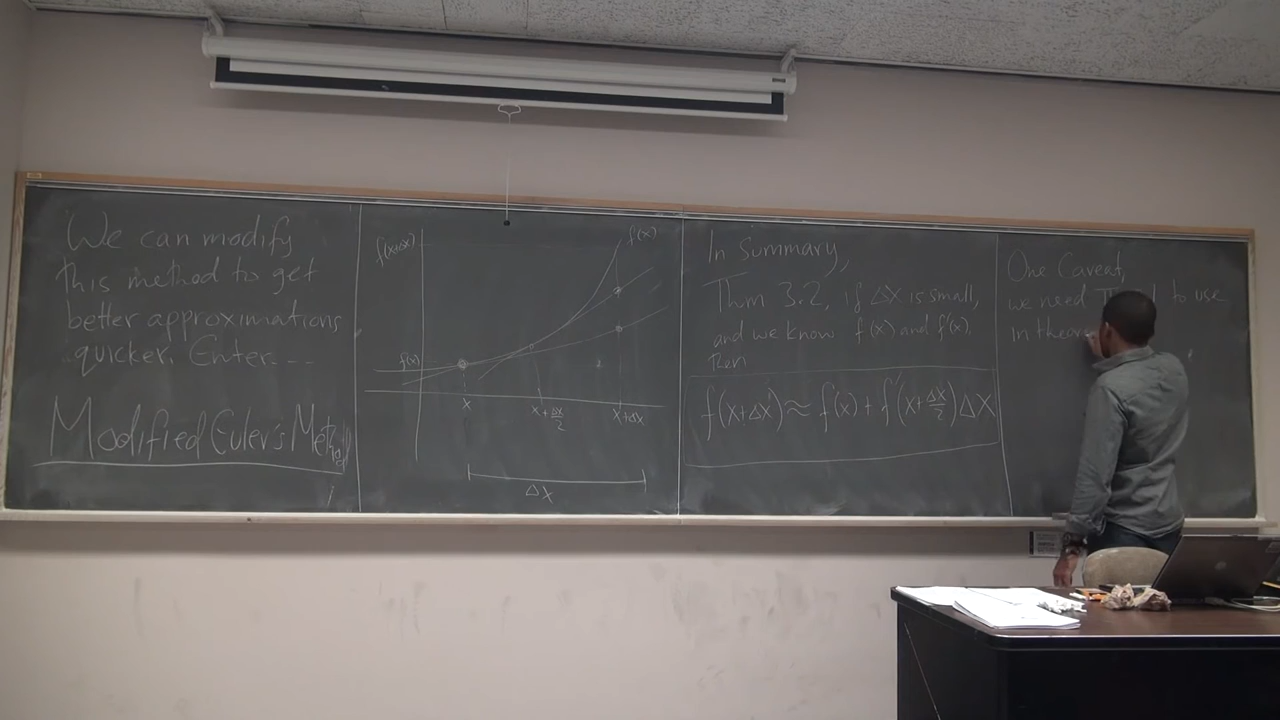 We can modify
this method to get
better approximations
quicker. Enter...
Modified Euler's Method
f(x+Δx)
f(x)
f(x)
x
x+Δx/2
x+Δx
Δx
In Summary,
Thm 3.2, if Δx is small,
and we know f(x) and f'(x),
then
f(x+Δx)≈f(x)+f'(x+Δx/2)Δx
One Caveat,
we need to use
in theor